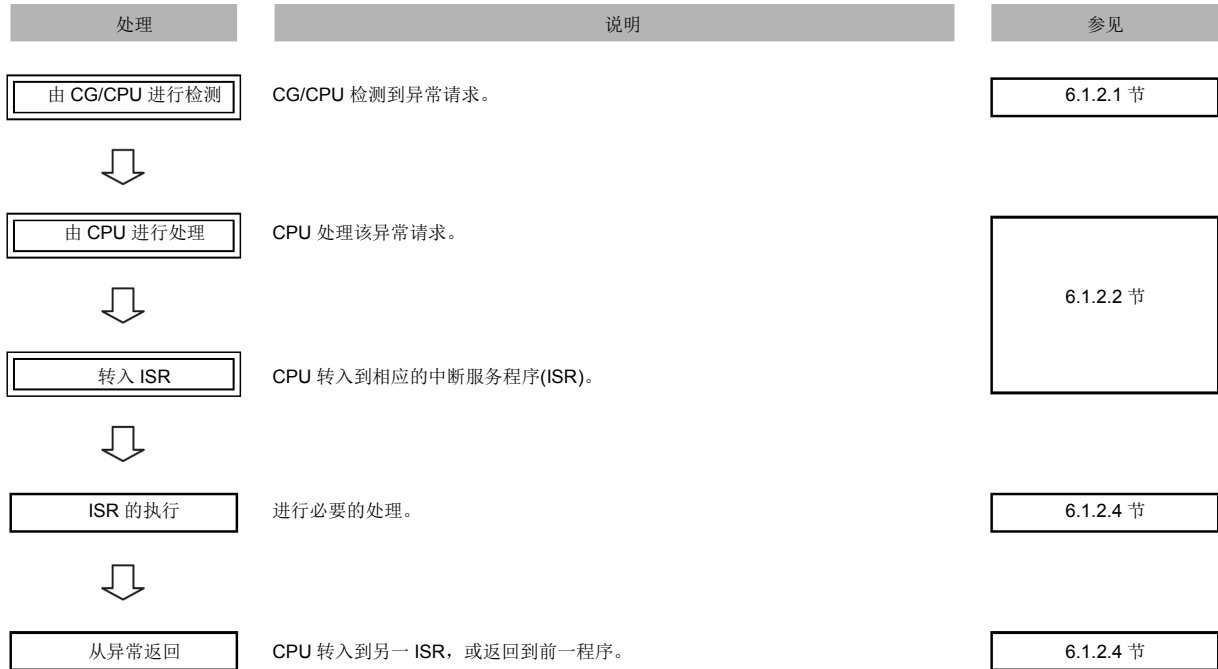 处理 说明 参见
由 CG/CPU 进行检测 CG/CPU 检测到异常请求。 6.1.2.1 节
由 CPU 进行处理 CPU 处理该异常请求。
6.1.2.2 节
转入 ISR CPU 转入到相应的中断服务程序(ISR)。
ISR 的执行 进行必要的处理。 6.1.2.4 节
从异常返回 CPU 转入到另一 ISR，或返回到前一程序。 6.1.2.4 节